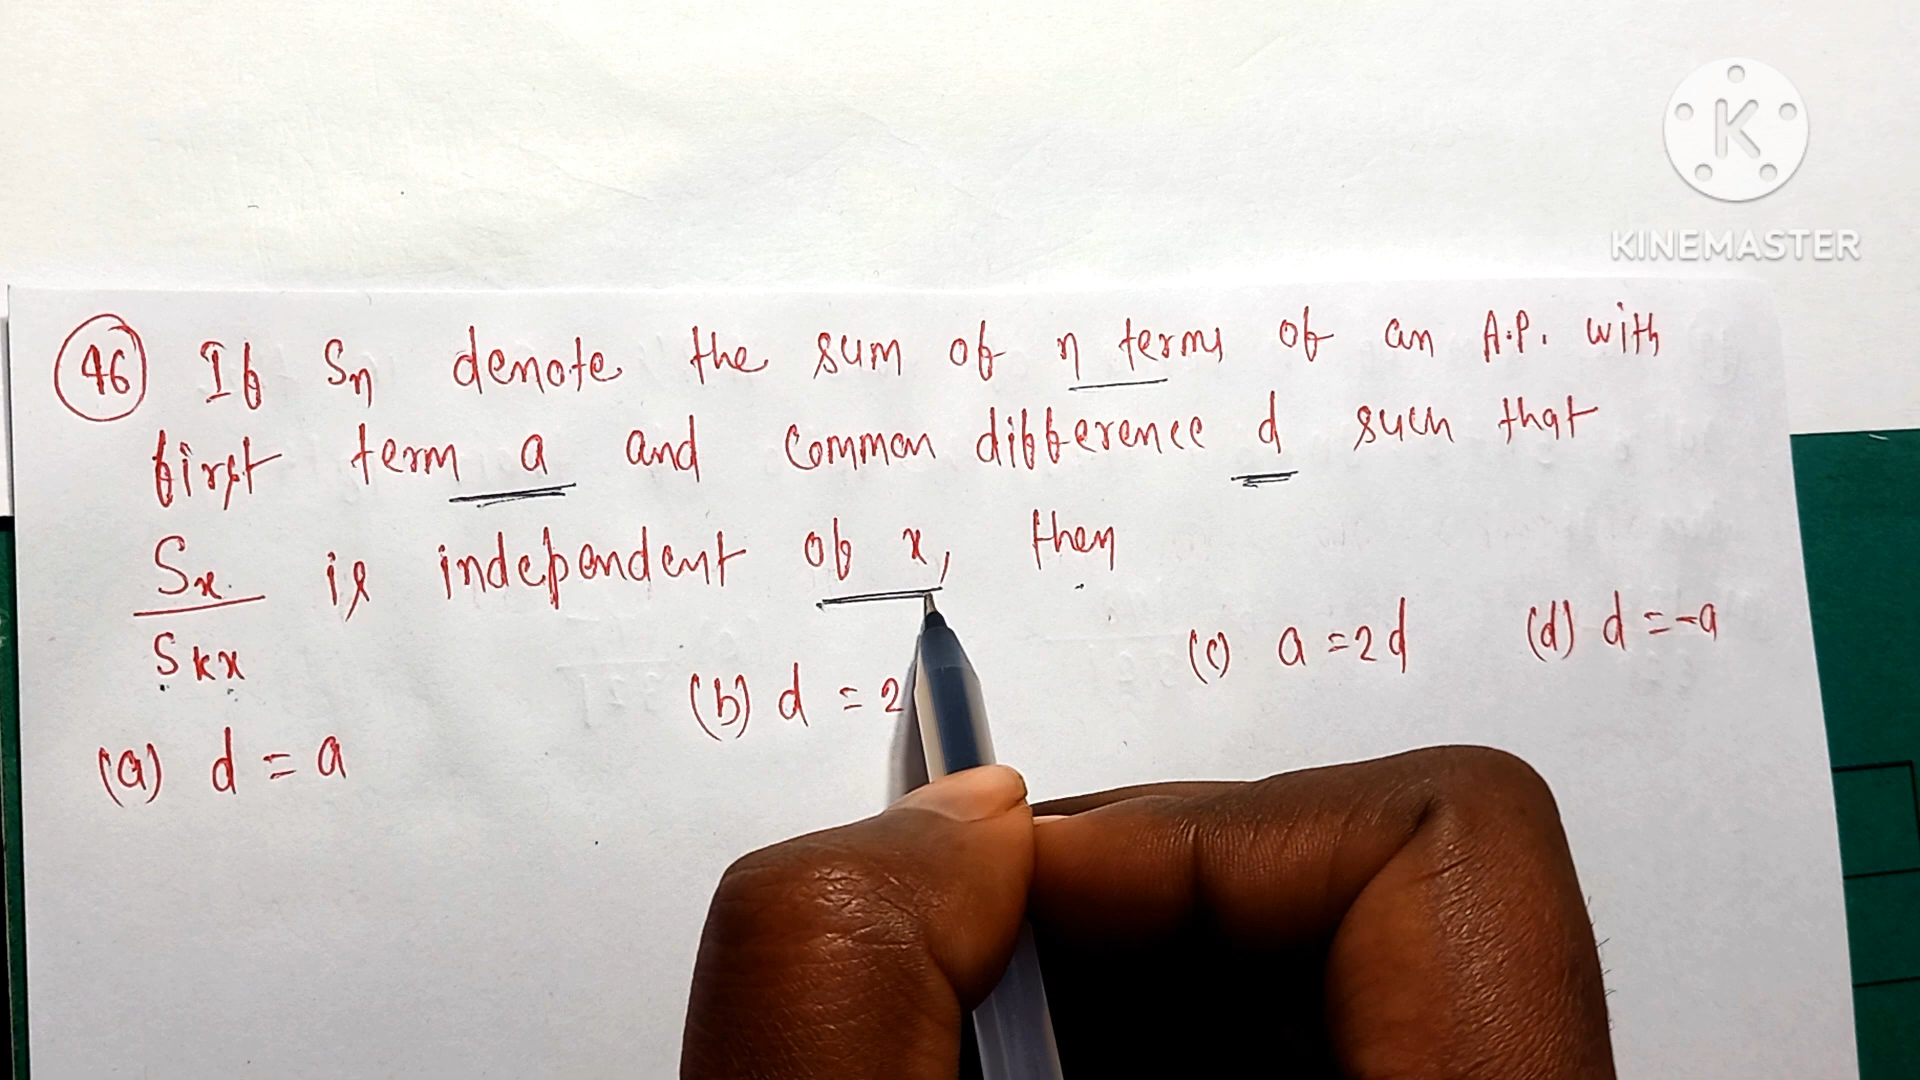 K
KINEMASTER
46 If Sn denote the sum of n terms of an A.P. with
first term a and common difference d such that
Sx/Skx is independent of x, then
(a) d = a (b) d = 2 (c) a = 2d (d) d = -a